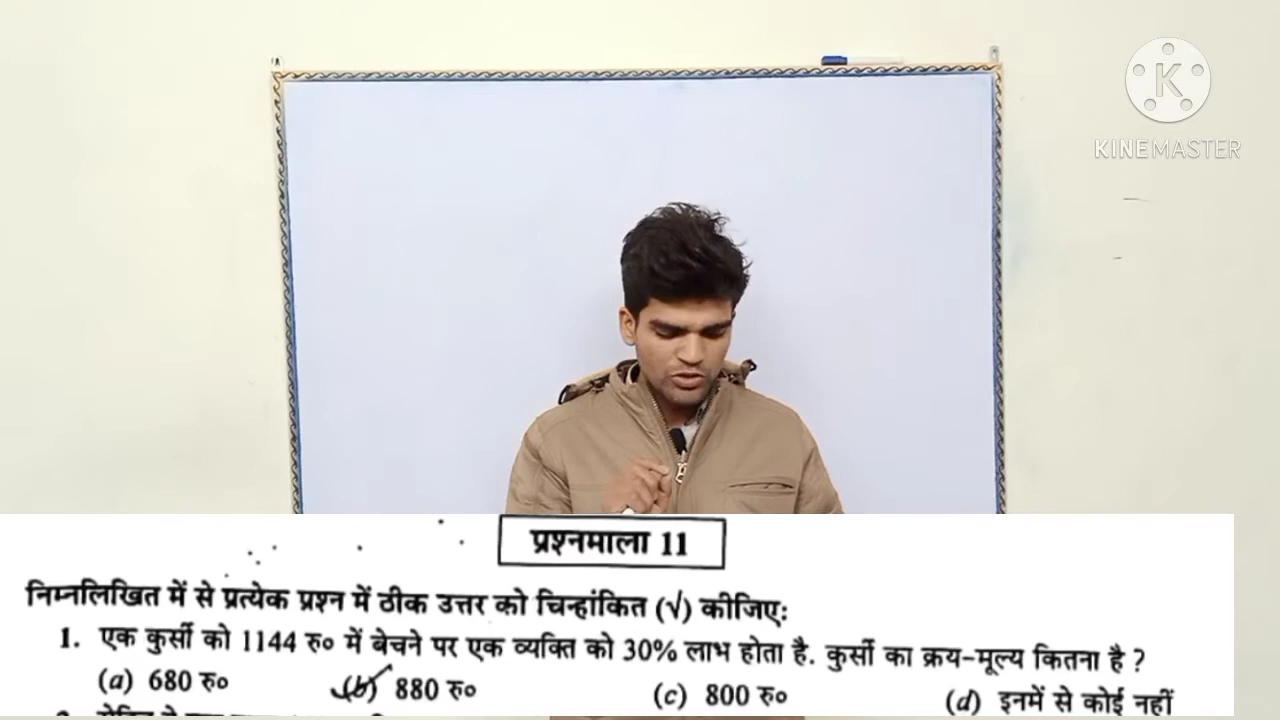 K
KINEMASTER
प्रश्नमाला 11
निम्नलिखित में से प्रत्येक प्रश्न में ठीक उत्तर को चिन्हांकित (√) कीजिए:
1. एक कुर्सी को 1144 रु० में बेचने पर एक व्यक्ति को 30% लाभ होता है. कुर्सी का क्रय-मूल्य कितना है ?
(a) 680 रु० (b) 880 रु० (c) 800 रु० (d) इनमें से कोई नहीं